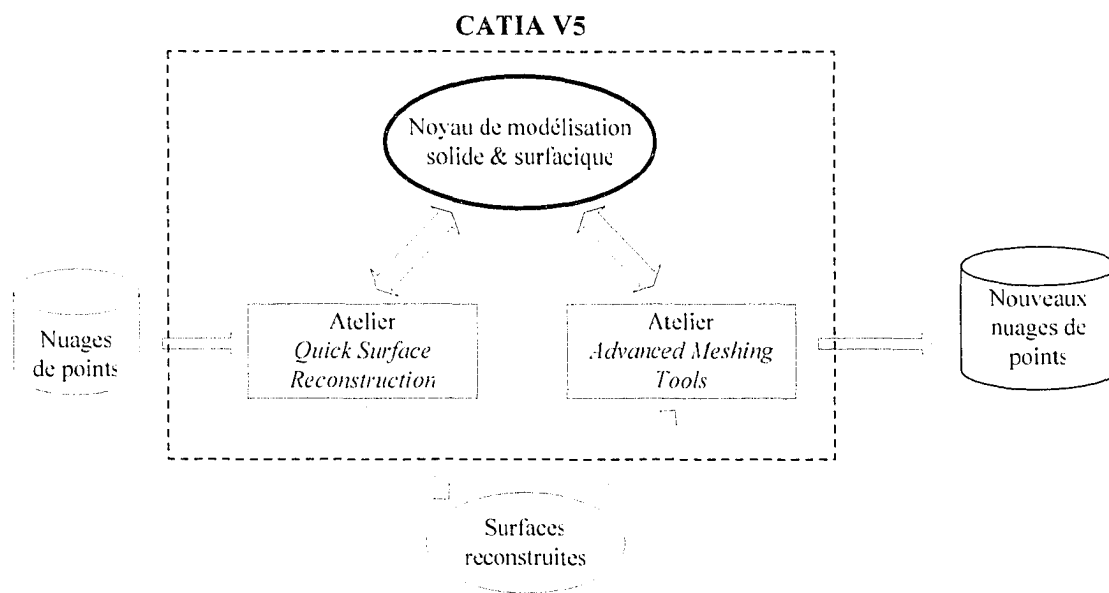 CATIA V5
Noyau de modélisation
solide & surfacique
Nuages
de points
Atelier
Quick Surface
Reconstruction
Atelier
Advanced Meshing
Tools
Nouveaux
nuages de
points
Surfaces
reconstruites